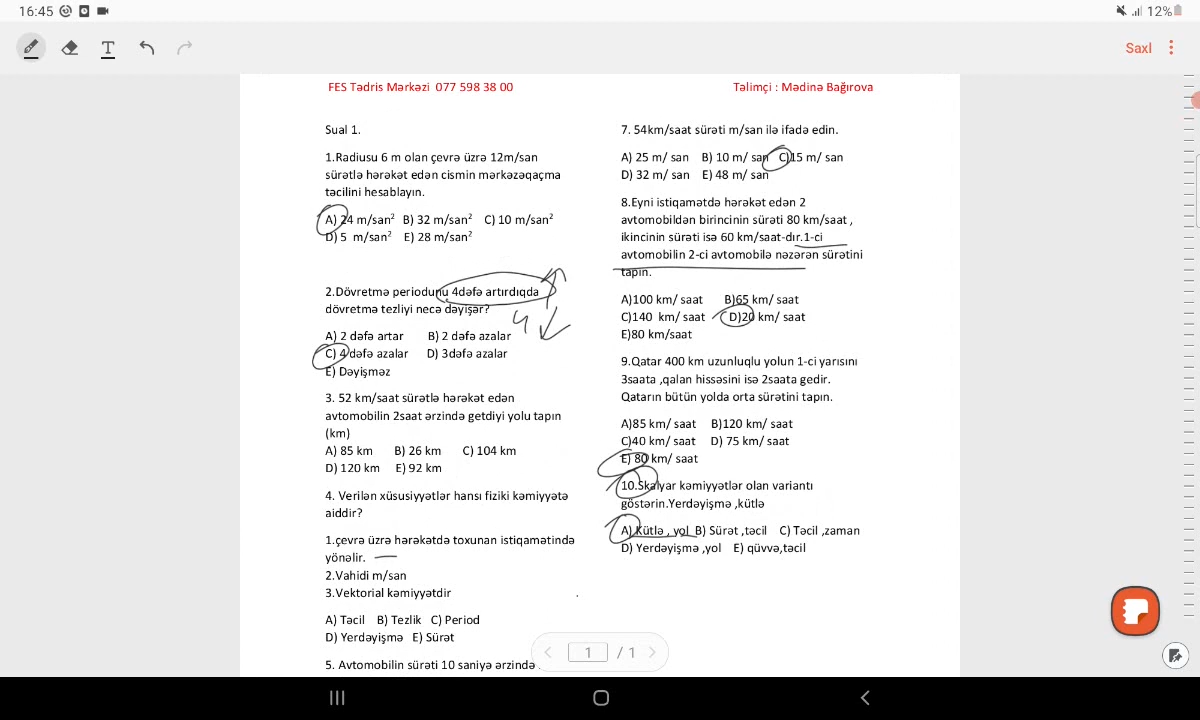 16:45
12%
T
Saxl
FES Tədris Mərkəzi 077 598 38 00
Təlimçi : Mədinə Bağırova
Sual 1.
1.Radiusu 6 m olan çevrə üzrə 12m/san
sürətlə hərəkət edən cismin mərkəzəqaçma
təcilini hesablayın.
A) 24 m/san² B) 32 m/san² C) 10 m/san²
D) 5 m/san² E) 28 m/san²
2.Dövretmə periodunu 4dəfə artırdıqda
dövretmə tezliyi necə dəyişər?
4
A) 2 dəfə artar B) 2 dəfə azalar
C) 4 dəfə azalar D) 3dəfə azalar
E) Dəyişməz
3. 52 km/saat sürətlə hərəkət edən
avtomobilin 2saat ərzində getdiyi yolu tapın
(km)
A) 85 km B) 26 km C) 104 km
D) 120 km E) 92 km
4. Verilən xüsusiyyətlər hansı fiziki kəmiyyətə
aiddir?
1.çevrə üzrə hərəkətdə toxunan istiqamətində
yönəlir.
2.Vahidi m/san
3.Vektorial kəmiyyətdir
A) Təcil B) Tezlik C) Period
D) Yerdəyişmə E) Sürət
5. Avtomobilin sürəti 10 saniyə ərzində
7. 54km/saat sürəti m/san ilə ifadə edin.
A) 25 m/ san B) 10 m/ san C)15 m/ san
D) 32 m/ san E) 48 m/ san
8.Eyni istiqamətdə hərəkət edən 2
avtomobildən birincinin sürəti 80 km/saat ,
ikincinin sürəti isə 60 km/saat-dır.1-ci
avtomobilin 2-ci avtomobilə nəzərən sürətini
tapın.
A)100 km/ saat B)65 km/ saat
C)140 km/ saat D)20 km/ saat
E)80 km/saat
9.Qatar 400 km uzunluqlu yolun 1-ci yarısını
3saata ,qalan hissəsini isə 2saata gedir.
Qatarın bütün yolda orta sürətini tapın.
A)85 km/ saat B)120 km/ saat
C)40 km/ saat D) 75 km/ saat
E) 80 km/ saat
10.Skalyar kəmiyyətlər olan variantı
göstərin.Yerdəyişmə ,kütlə
A) Kütlə , yol B) Sürət ,təcil C) Təcil ,zaman
D) Yerdəyişmə ,yol E) qüvvə,təcil
1 / 1